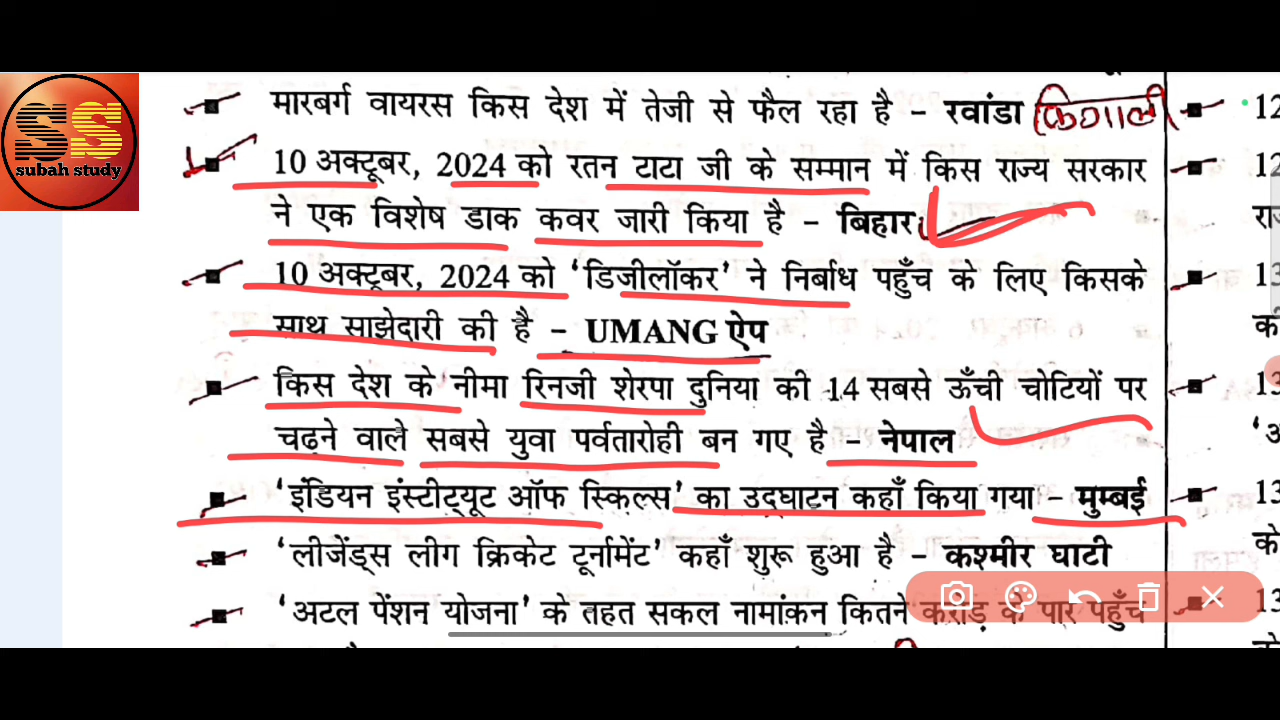 SS
subah study
मारबर्ग वायरस किस देश में तेजी से फैल रहा है – रवांडा किगाली
10 अक्टूबर, 2024 को रतन टाटा जी के सम्मान में किस राज्य सरकार
ने एक विशेष डाक कवर जारी किया है – बिहार
10 अक्टूबर, 2024 को 'डिजीलॉकर' ने निर्बाध पहुँच के लिए किसके
साथ साझेदारी की है – UMANG ऐप
किस देश के नीमा रिनजी शेरपा दुनिया की 14 सबसे ऊँची चोटियों पर
चढ़ने वाले सबसे युवा पर्वतारोही बन गए है – नेपाल
'इंडियन इंस्टीट्यूट ऑफ स्किल्स' का उद्घाटन कहाँ किया गया – मुम्बई
'लीजेंड्स लीग क्रिकेट टूर्नामेंट' कहाँ शुरू हुआ है – कश्मीर घाटी
'अटल पेंशन योजना' के तहत सकल नामांकन कितने करोड़ के पार पहुँच